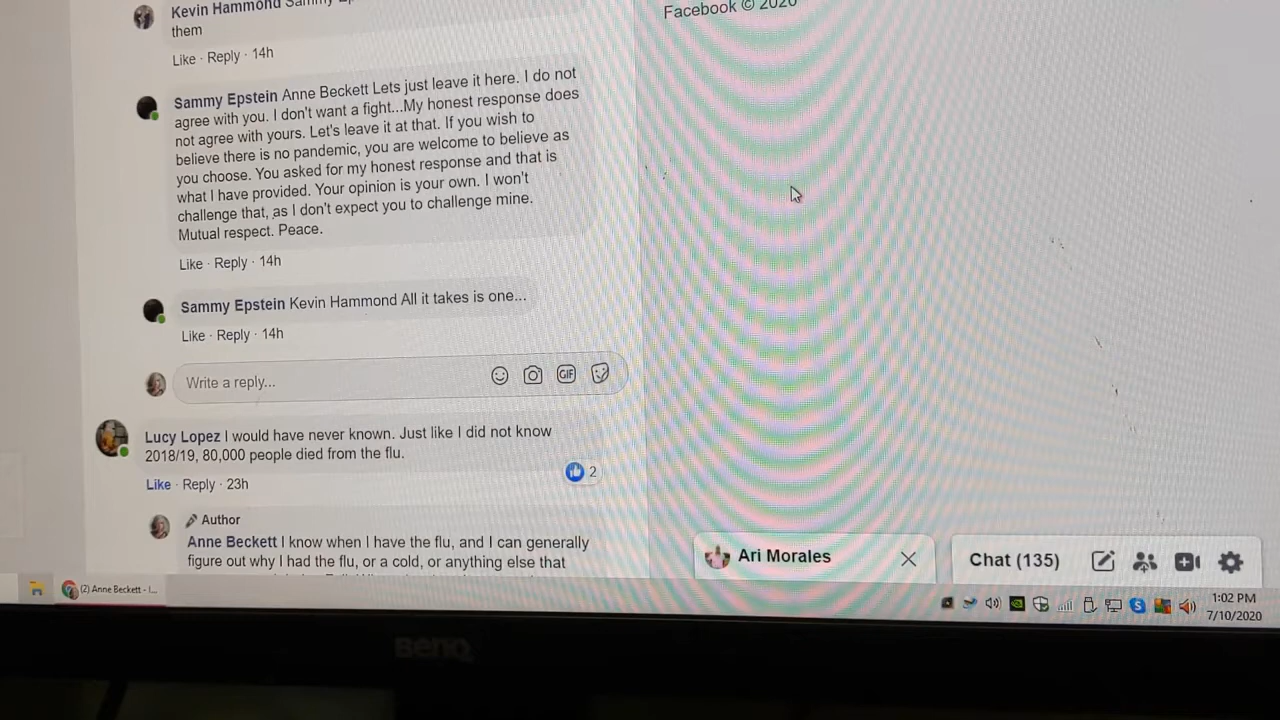 Kevin Hammond Sammy
them
Like · Reply · 14h
Sammy Epstein Anne Beckett Lets just leave it here. I do not
agree with you. I don't want a fight...My honest response does
not agree with yours. Let's leave it at that. If you wish to
believe there is no pandemic, you are welcome to believe as
you choose. You asked for my honest response and that is
what I have provided. Your opinion is your own. I won't
challenge that, as I don't expect you to challenge mine.
Mutual respect. Peace.
Like · Reply · 14h
Sammy Epstein Kevin Hammond All it takes is one...
Like · Reply · 14h
Write a reply...
GIF
Lucy Lopez I would have never known. Just like I did not know
2018/19, 80,000 people died from the flu.
2
Like · Reply · 23h
Author
Anne Beckett I know when I have the flu, and I can generally
figure out why I had the flu, or a cold, or anything else that
Facebook © 2020
Ari Morales
Chat (135)
(2) Anne Beckett - I...
1:02 PM
7/10/2020
BenQ